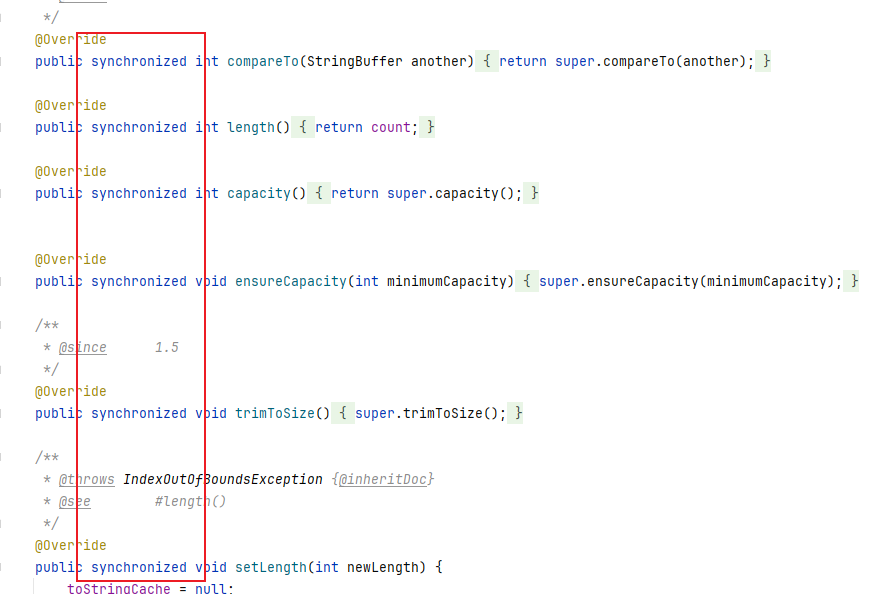 */
@Override
public synchronized int compareTo(StringBuffer another) { return super.compareTo(another); }
@Override
public synchronized int length() { return count; }
@Override
public synchronized int capacity() { return super.capacity(); }
@Override
public synchronized void ensureCapacity(int minimumCapacity) { super.ensureCapacity(minimumCapacity); }
/**
* @since 1.5
*/
@Override
public synchronized void trimToSize() { super.trimToSize(); }
/**
* @throws IndexOutOfBoundsException {@inheritDoc}
* @see #length()
*/
@Override
public synchronized void setLength(int newLength) {
toStringCache = null;